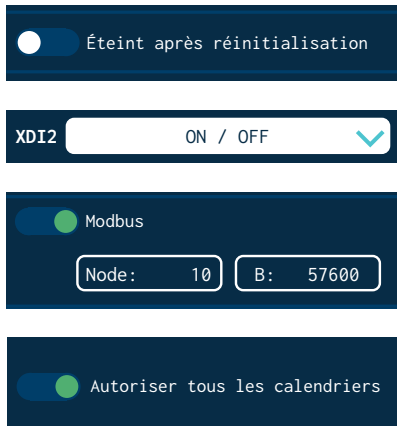 Éteint après réinitialisation
XDI2 ON / OFF
Modbus
Node: 10 B: 57600
Autoriser tous les calendriers